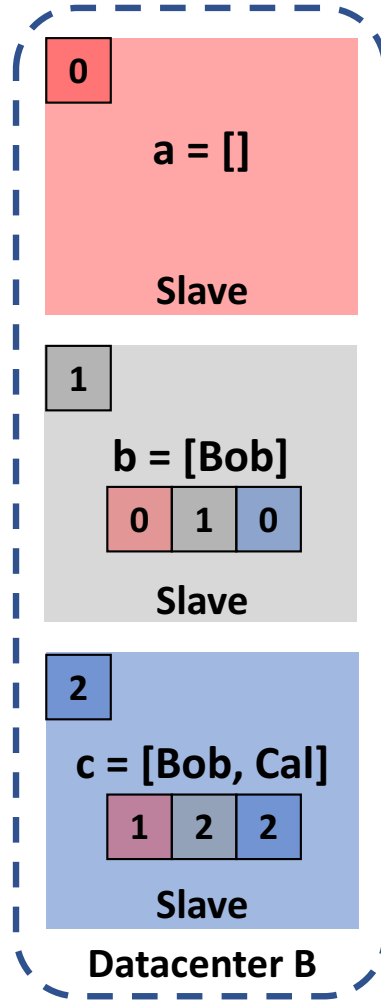 0
a = []
Slave
1
b = [Bob]
0 1 0
Slave
2
c = [Bob, Cal]
1 2 2
Slave
Datacenter B